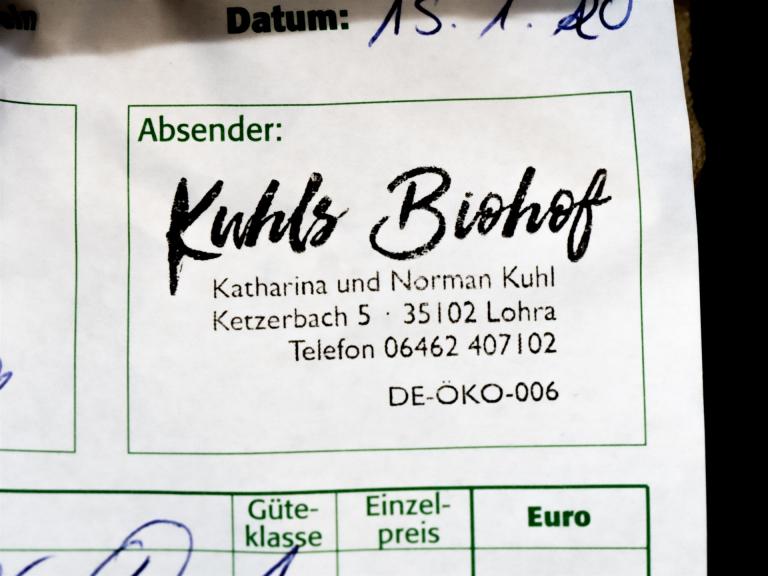 Datum: 15.1.20
Absender:
Kuhls Biohof
Katharina und Norman Kuhl
Ketzerbach 5 · 35102 Lohra
Telefon 06462 407102
DE-ÖKO-006
Güte-
klasse
Einzel-
preis
Euro